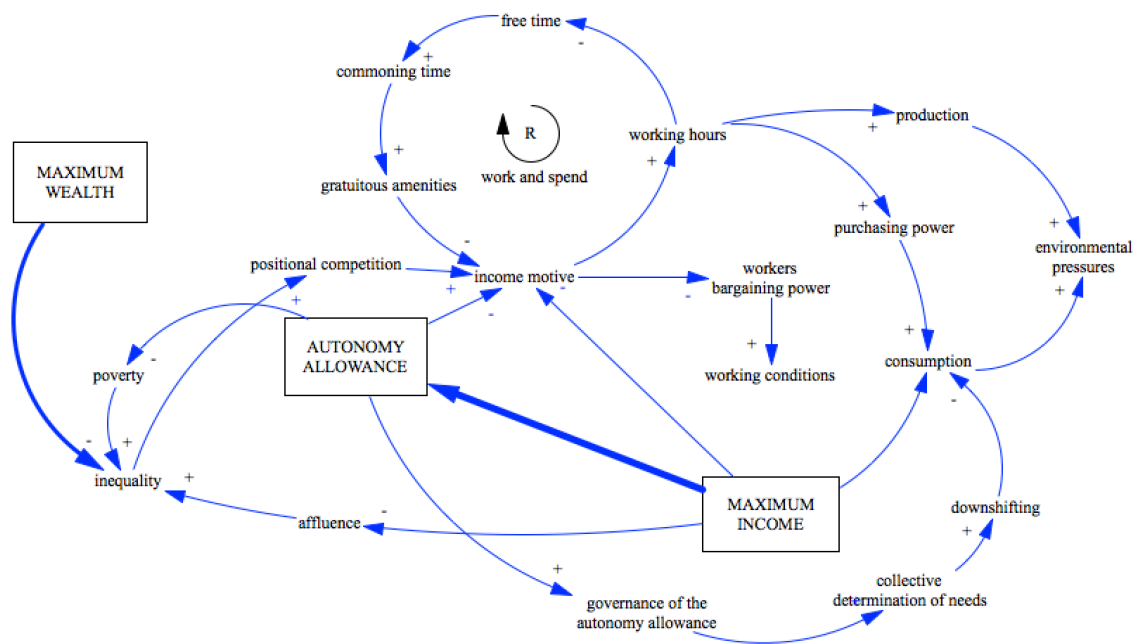 free time
-
+
commoning time
production
+
R
working hours
MAXIMUM
WEALTH
+
+
work and spend
gratuitous amenities
+
purchasing power
+
environmental
pressures
-
positional competition
income motive
workers
bargaining power
+
-
-
+
+
-
AUTONOMY
ALLOWANCE
-
poverty
+
working conditions
+
consumption
-
-
+
inequality
+
MAXIMUM
INCOME
affluence
-
downshifting
+
+
collective
determination of needs
+
governance of the
autonomy allowance